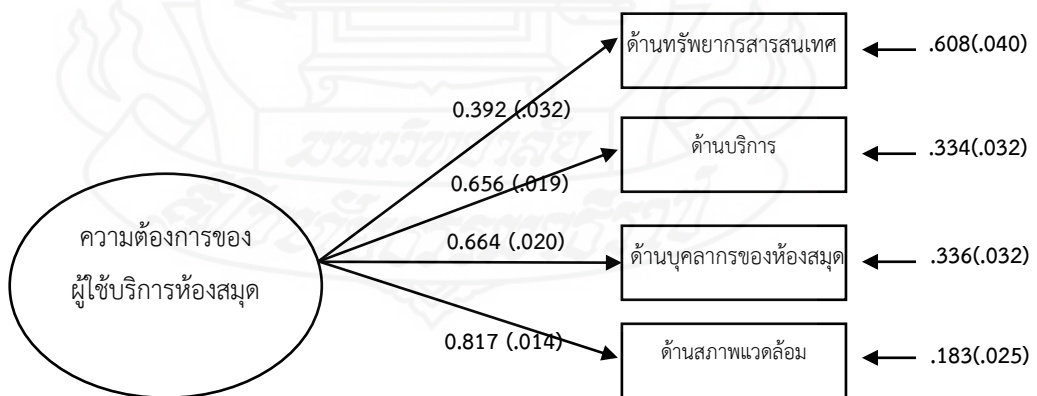 ด้านทรัพยากรสารสนเทศ
.608(.040)
0.392 (.032)
ด้านบริการ
.334(.032)
0.656 (.019)
ความต้องการของ
ผู้ใช้บริการห้องสมุด
0.664 (.020)
ด้านบุคลากรของห้องสมุด
.336(.032)
0.817 (.014)
ด้านสภาพแวดล้อม
.183(.025)